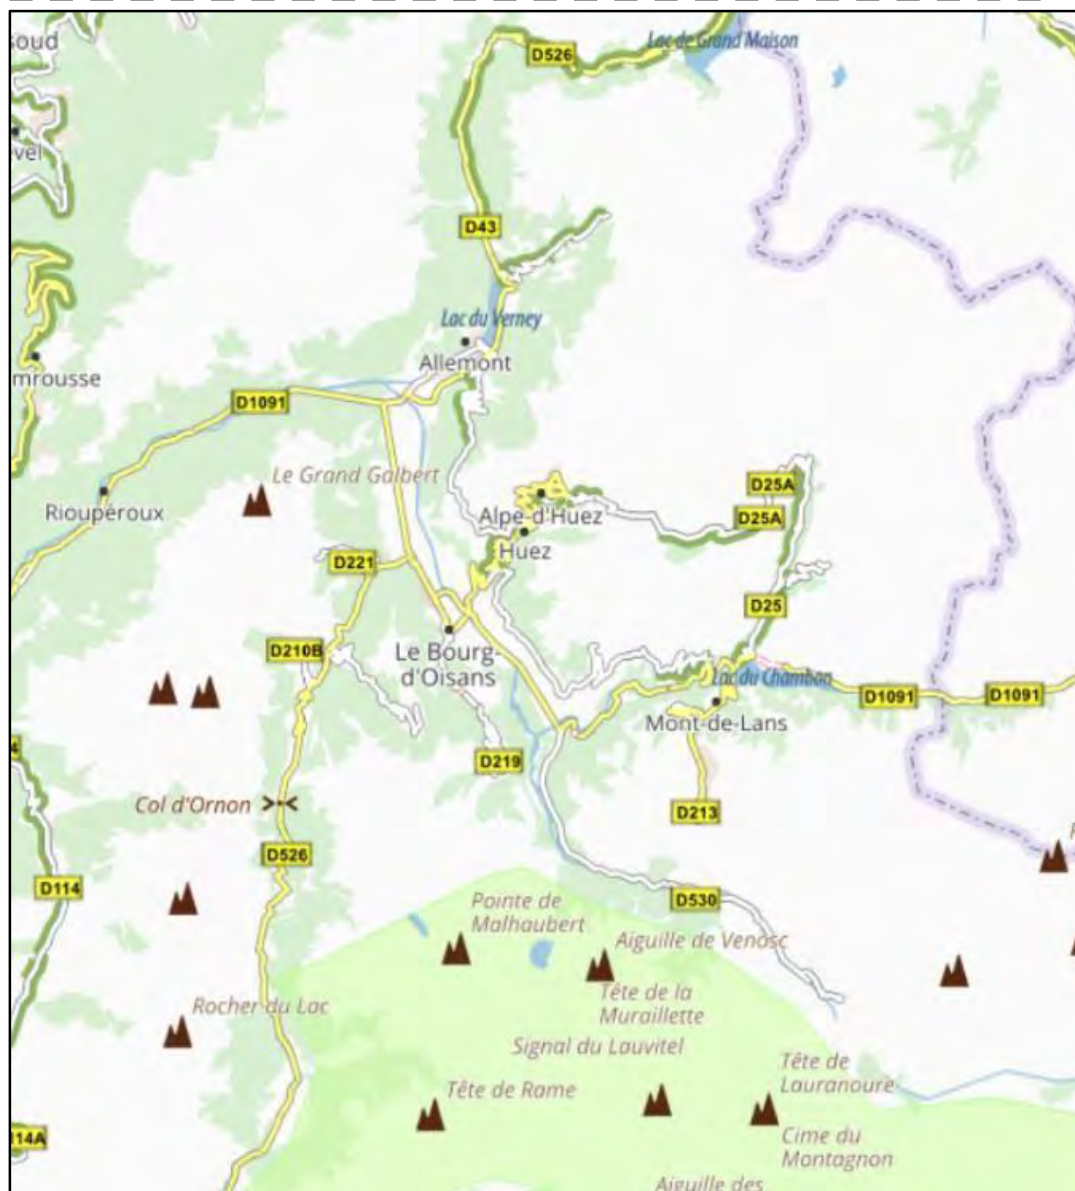 soud
Lac de Grand Maison
D526
vel
D43
Lac du Verney
Allemont
mrousse
D1091
Le Grand Galbert
Rioupéroux
D25A
Alpe-d'Huez
D25A
Huez
D221
D25
Le Bourg-
d'Oisans
D210B
Lac du Chambon
D1091
D1091
Mont-de-Lans
D219
Col d'Ornon
D213
D526
D114
D530
Pointe de
Malhaubert
Aiguille de Venosc
Rocher du Lac
Tête de la
Muraillette
Signal du Lauvitel
Tête de
Lauranoure
Tête de Rame
14A
Cime du
Montagnon
Aiguille des